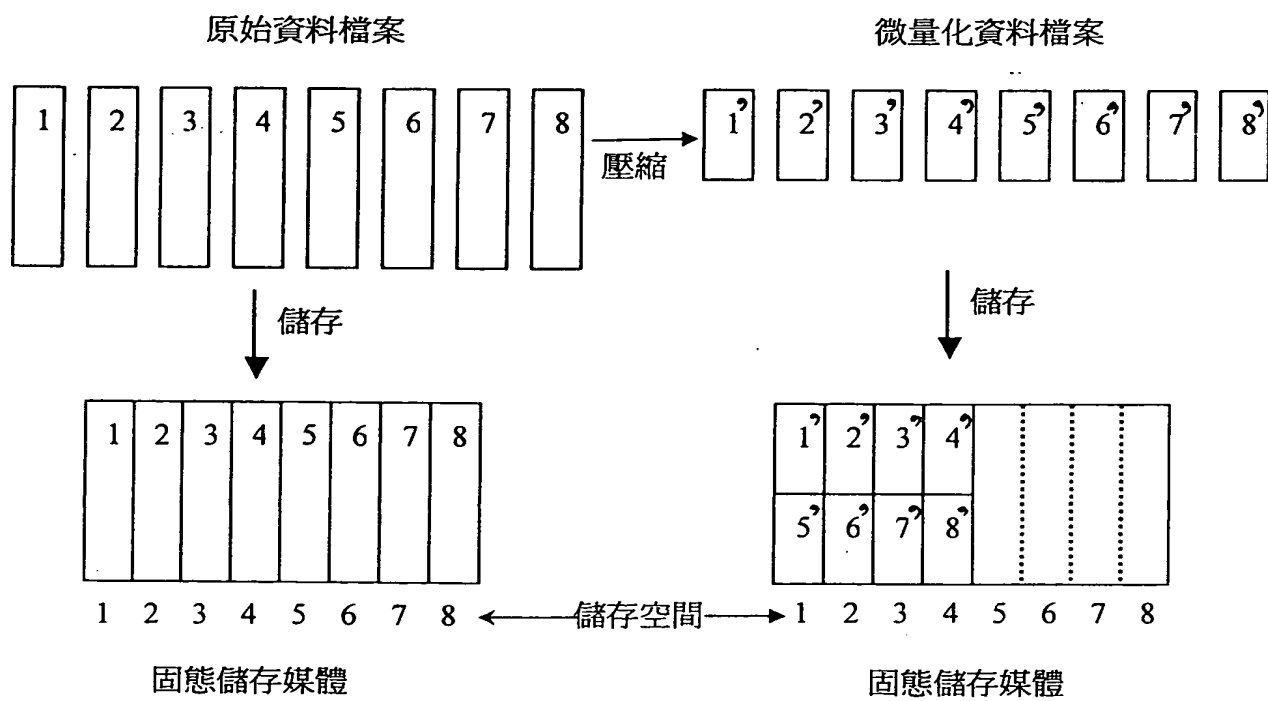 原始資料檔案
微量化資料檔案
1 2 3 4 5 6 7 8
壓縮
1’ 2’ 3’ 4’ 5’ 6’ 7’ 8’
儲存
儲存
1 2 3 4 5 6 7 8
1’ 2’ 3’ 4’
5’ 6’ 7’ 8’
1 2 3 4 5 6 7 8
儲存空間
1 2 3 4 5 6 7 8
固態儲存媒體
固態儲存媒體